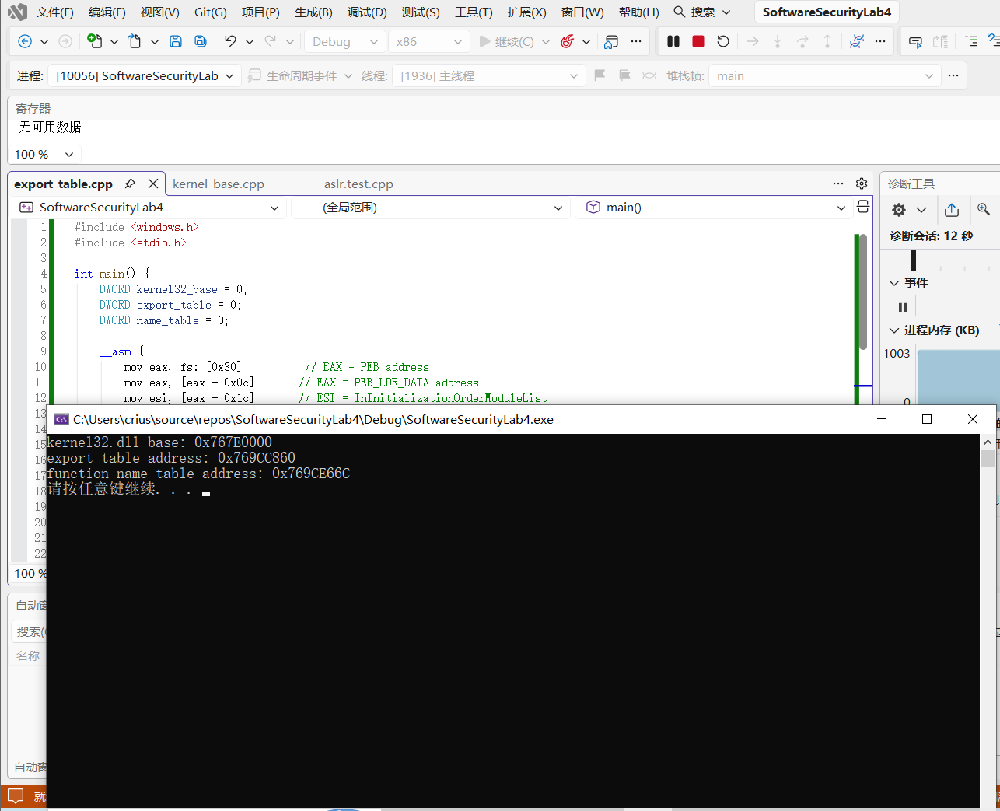 文件(F) 编辑(E) 视图(V) Git(G) 项目(P) 生成(B) 调试(D) 测试(S) 工具(T) 扩展(X) 窗口(W) 帮助(H) 搜索 SoftwareSecurityLab4
Debug x86 继续(C)
进程: [10056] SoftwareSecurityLab 生命周期事件 线程: [1936] 主线程 堆栈帧: main
寄存器
无可用数据
100 %
export_table.cpp kernel_base.cpp aslr.test.cpp
SoftwareSecurityLab4 (全局范围) main()
1 #include <windows.h>
2 #include <stdio.h>
3
4 int main() {
5 DWORD kernel32_base = 0;
6 DWORD export_table = 0;
7 DWORD name_table = 0;
8
9 __asm {
10 mov eax, fs: [0x30] // EAX = PEB address
11 mov eax, [eax + 0x0c] // EAX = PEB_LDR_DATA address
12 mov esi, [eax + 0x1c] // ESI = InInitializationOrderModuleList
13
14
15
16
17
18
19
20
21
22
100 %
诊断工具
诊断会话: 12 秒
事件
进程内存 (KB)
1003
0
C:\Users\crius\source\repos\SoftwareSecurityLab4\Debug\SoftwareSecurityLab4.exe
kernel32.dll base: 0x767E0000
export table address: 0x769CC860
function name table address: 0x769CE66C
请按任意键继续. . .
自动窗
搜索(
名称
自动窗
就